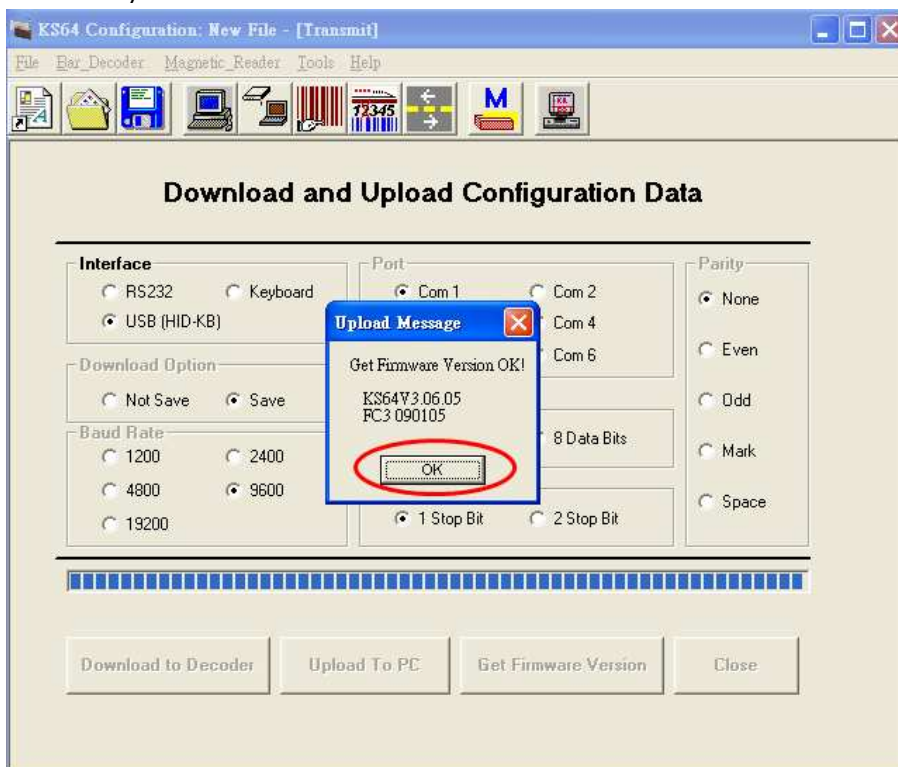 KS64 Configuration: New File - [Transmit]
File Bar_Decoder Magnetic_Reader Tools Help
A
12345
M
Download and Upload Configuration Data
Interface
RS232 Keyboard
USB (HID-KB)
Download Option
Not Save Save
Baud Rate
1200 2400
4800 9600
19200
Port
Com 1 Com 2
Com 4
Com 6
8 Data Bits
1 Stop Bit 2 Stop Bit
Parity
None
Even
Odd
Mark
Space
Upload Message
Get Firmware Version OK!
KS64V3.06.05
FC3 090105
OK
Download to Decoder Upload To PC Get Firmware Version Close